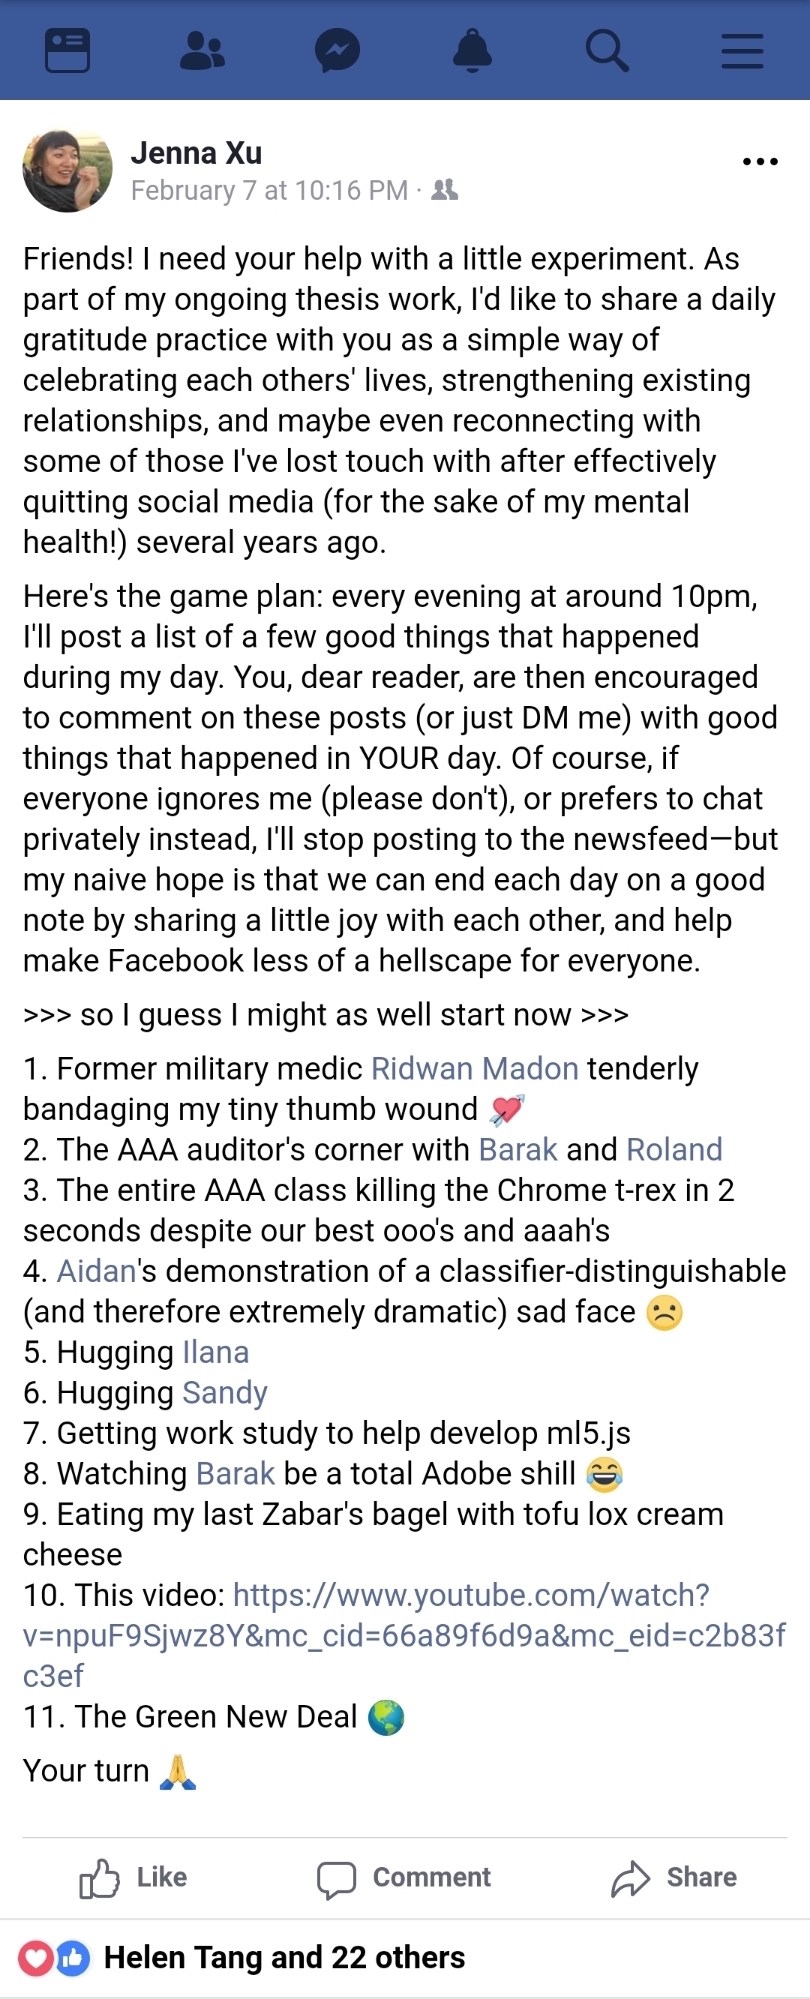 Jenna Xu
February 7 at 10:16 PM ·
Friends! I need your help with a little experiment. As
part of my ongoing thesis work, I'd like to share a daily
gratitude practice with you as a simple way of
celebrating each others' lives, strengthening existing
relationships, and maybe even reconnecting with
some of those I've lost touch with after effectively
quitting social media (for the sake of my mental
health!) several years ago.
Here's the game plan: every evening at around 10pm,
I'll post a list of a few good things that happened
during my day. You, dear reader, are then encouraged
to comment on these posts (or just DM me) with good
things that happened in YOUR day. Of course, if
everyone ignores me (please don't), or prefers to chat
privately instead, I'll stop posting to the newsfeed—but
my naive hope is that we can end each day on a good
note by sharing a little joy with each other, and help
make Facebook less of a hellscape for everyone.
>>> so I guess I might as well start now >>>
1. Former military medic Ridwan Madon tenderly
bandaging my tiny thumb wound 💘
2. The AAA auditor's corner with Barak and Roland
3. The entire AAA class killing the Chrome t-rex in 2
seconds despite our best ooo's and aaah's
4. Aidan's demonstration of a classifier-distinguishable
(and therefore extremely dramatic) sad face ☹️
5. Hugging Ilana
6. Hugging Sandy
7. Getting work study to help develop ml5.js
8. Watching Barak be a total Adobe shill 😂
9. Eating my last Zabar's bagel with tofu lox cream
cheese
10. This video: https://www.youtube.com/watch?
v=npuF9Sjwz8Y&mc_cid=66a89f6d9a&mc_eid=c2b83f
c3ef
11. The Green New Deal 🌎
Your turn 🙏
Like Comment Share
Helen Tang and 22 others